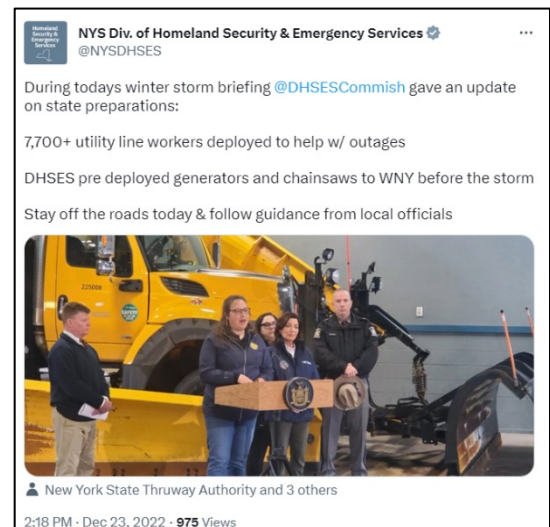 Homeland
Security &
Emergency
Services
NYS Div. of Homeland Security & Emergency Services
@NYSDHSES
During todays winter storm briefing @DHSESCommish gave an update
on state preparations:
7,700+ utility line workers deployed to help w/ outages
DHSES pre deployed generators and chainsaws to WNY before the storm
Stay off the roads today & follow guidance from local officials
225008
New York State Thruway Authority and 3 others
2:18 PM · Dec 23, 2022 · 975 Views